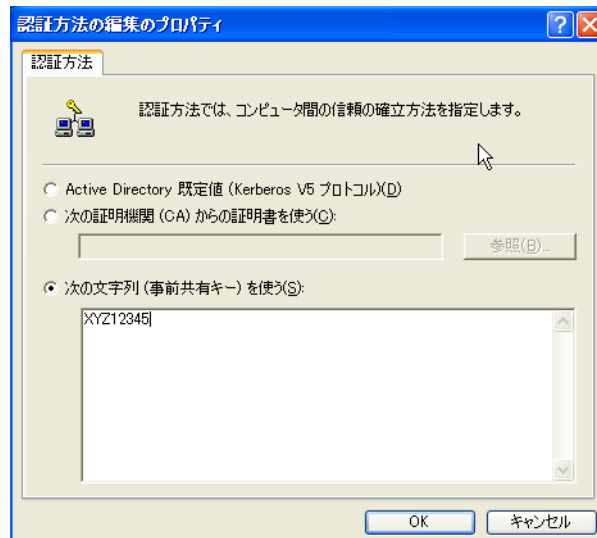 認証方法の編集のプロパティ
認証方法
認証方法では、コンピュータ間の信頼の確立方法を指定します。
Active Directory 既定値 (Kerberos V5 プロトコル)(D)
次の証明機関 (CA) からの証明書を使う(C):
参照(B)...
次の文字列 (事前共有キー) を使う(S):
XYZ12345
OK
キャンセル